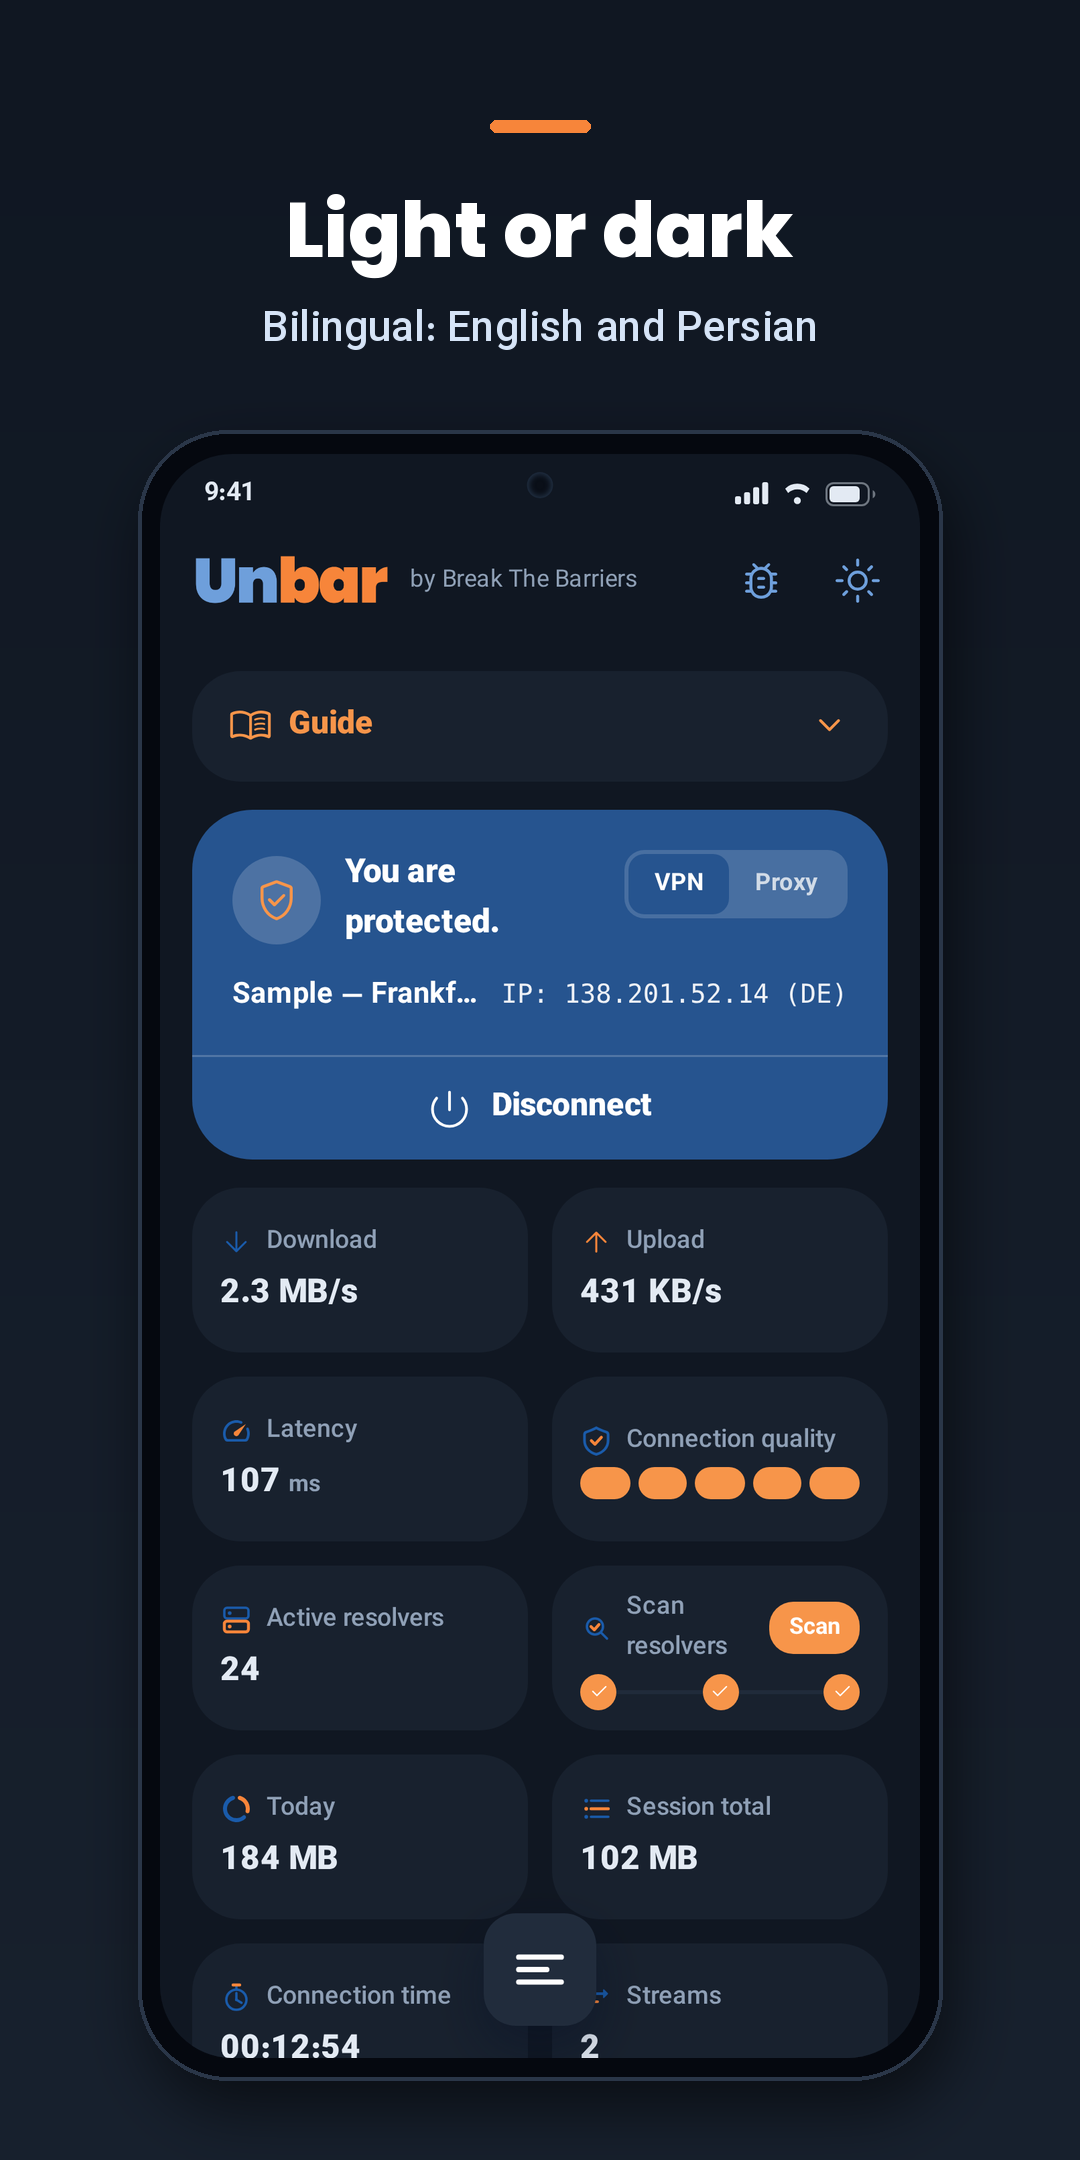 Light or dark
Bilingual: English and Persian
9:41
Unbar by Break The Barriers
Guide
You are
protected.
VPN Proxy
Sample — Frankf... IP: 138.201.52.14 (DE)
Disconnect
Download
2.3 MB/s
Upload
431 KB/s
Latency
107 ms
Connection quality
Active resolvers
24
Scan
resolvers
Scan
Today
184 MB
Session total
102 MB
Connection time
00:12:54
Streams
2